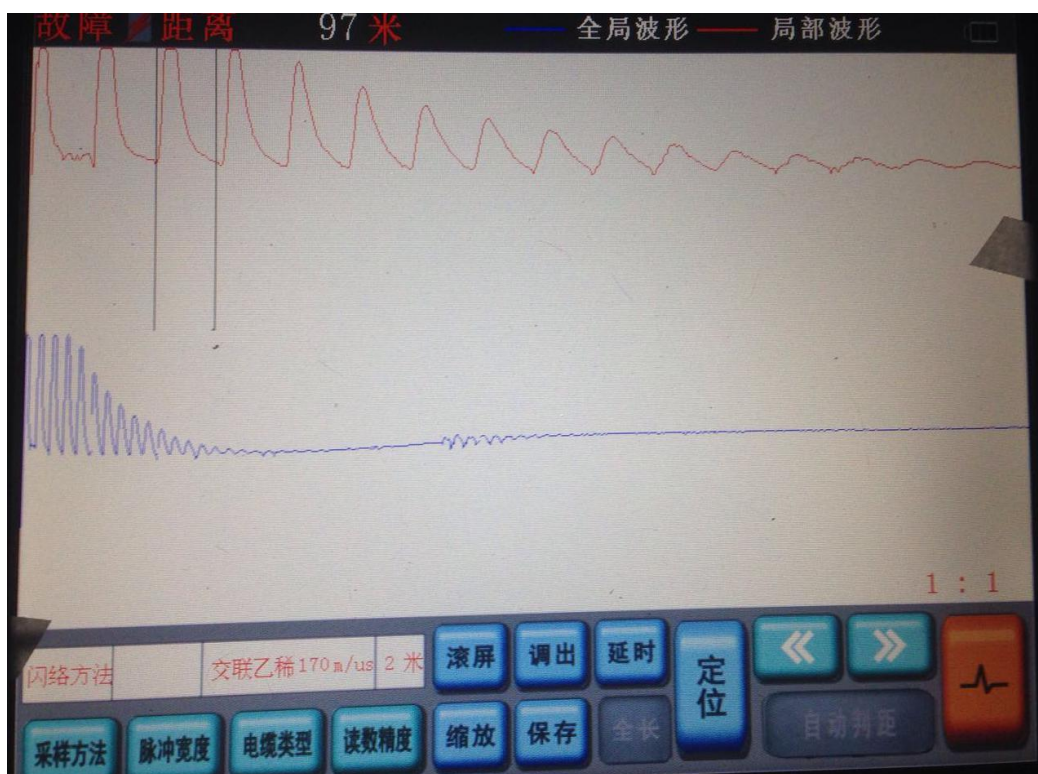 故障距离 97 米 全局波形 局部波形
1 : 1
闪络方法 交联乙稀170m/us 2 米
滚屏 调出 延时 定位
采样方法 脉冲宽度 电缆类型 读数精度 缩放 保存 全长 自动判距